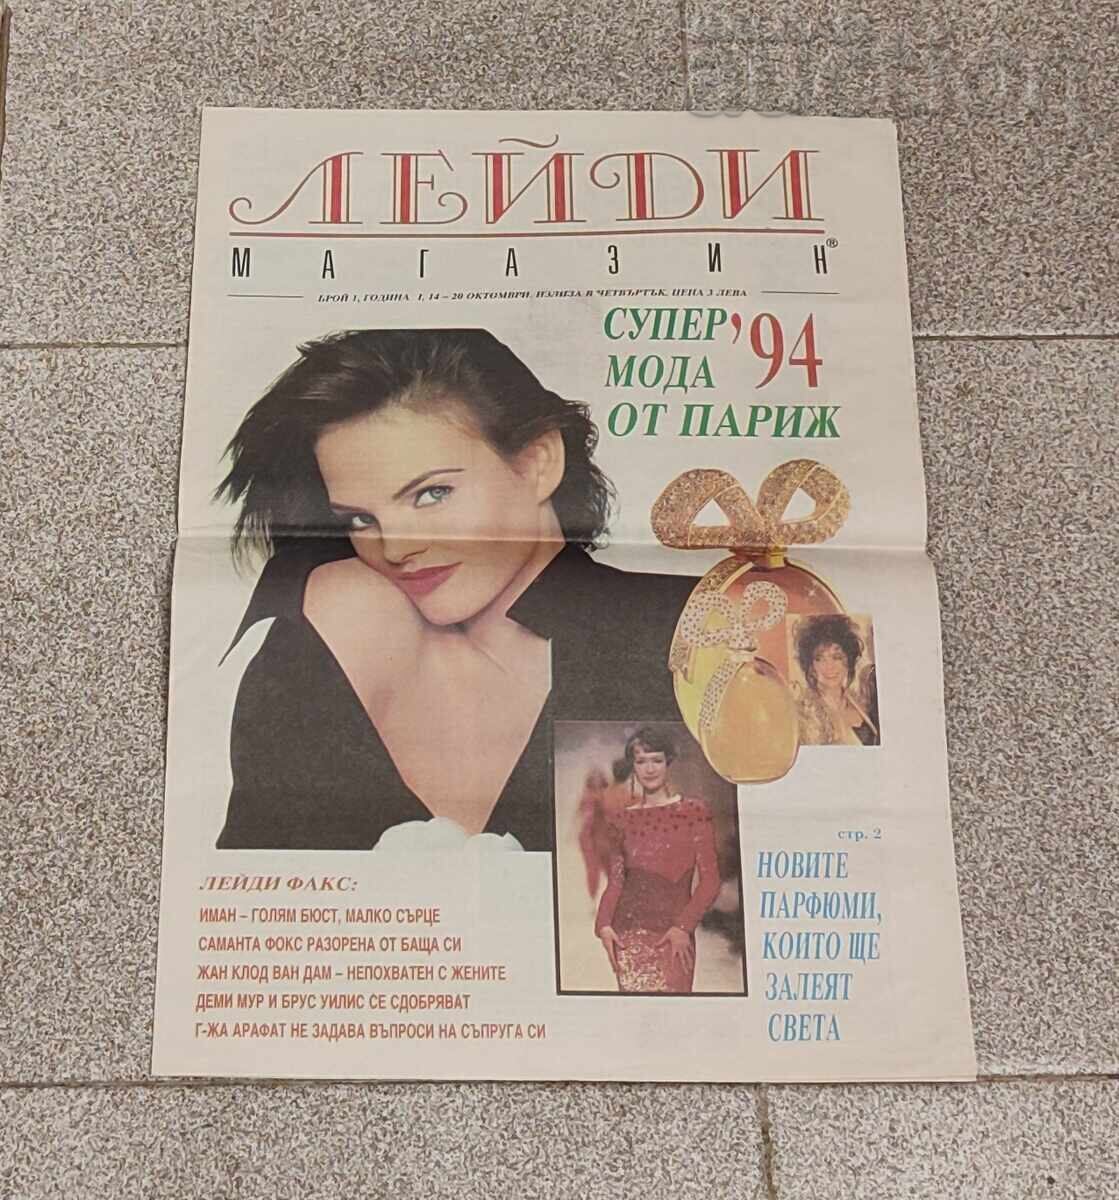 ЛЕЙДИ
МАГАЗИН®
БРОЙ 1, ГОДИНА I, 14 – 20 ОКТОМВРИ, ИЗЛИЗА В ЧЕТВЪРТЪК, ЦЕНА 3 ЛЕВА
СУПЕР '94
МОДА
ОТ ПАРИЖ
стр. 2
НОВИТЕ
ПАРФЮМИ,
КОИТО ЩЕ
ЗАЛЕЯТ
СВЕТА
ЛЕЙДИ ФАКС:
ИМАН – ГОЛЯМ БЮСТ, МАЛКО СЪРЦЕ
САМАНТА ФОКС РАЗОРЕНА ОТ БАЩА СИ
ЖАН КЛОД ВАН ДАМ – НЕПОХВАТЕН С ЖЕНИТЕ
ДЕМИ МУР И БРУС УИЛИС СЕ СДОБРЯВАТ
Г-ЖА АРАФАТ НЕ ЗАДАВА ВЪПРОСИ НА СЪПРУГА СИ